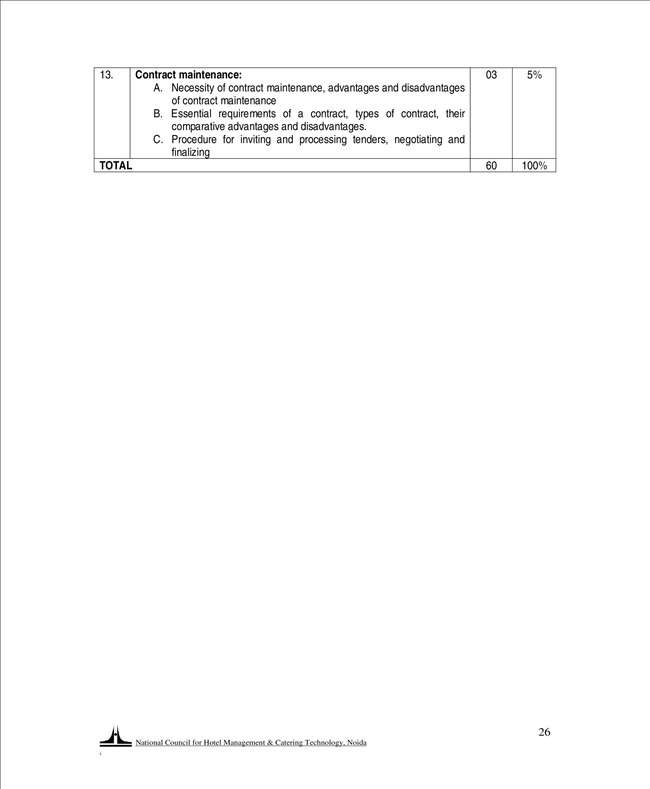 13. Contract maintenance: 03 5%
A. Necessity of contract maintenance, advantages and disadvantages
of contract maintenance
B. Essential requirements of a contract, types of contract, their
comparative advantages and disadvantages.
C. Procedure for inviting and processing tenders, negotiating and
finalizing
TOTAL 60 100%
26
National Council for Hotel Management & Catering Technology, Noida